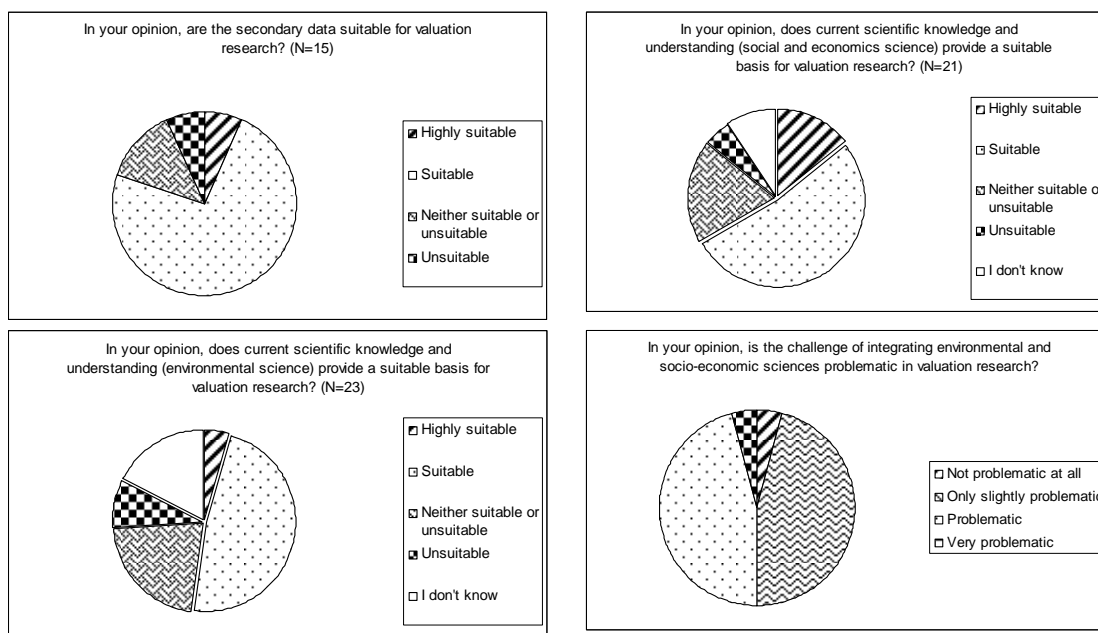 In your opinion, are the secondary data suitable for valuation
research? (N=15)
Highly suitable
Suitable
Neither suitable or
unsuitable
Unsuitable
In your opinion, does current scientific knowledge and
understanding (social and economics science) provide a suitable
basis for valuation research? (N=21)
Highly suitable
Suitable
Neither suitable o
unsuitable
Unsuitable
I don't know
In your opinion, does current scientific knowledge and
understanding (environmental science) provide a suitable basis for
valuation research? (N=23)
Highly suitable
Suitable
Neither suitable or
unsuitable
Unsuitable
I don't know
In your opinion, is the challenge of integrating environmental and
socio-economic sciences problematic in valuation research?
Not problematic at all
Only slightly problematic
Problematic
Very problematic